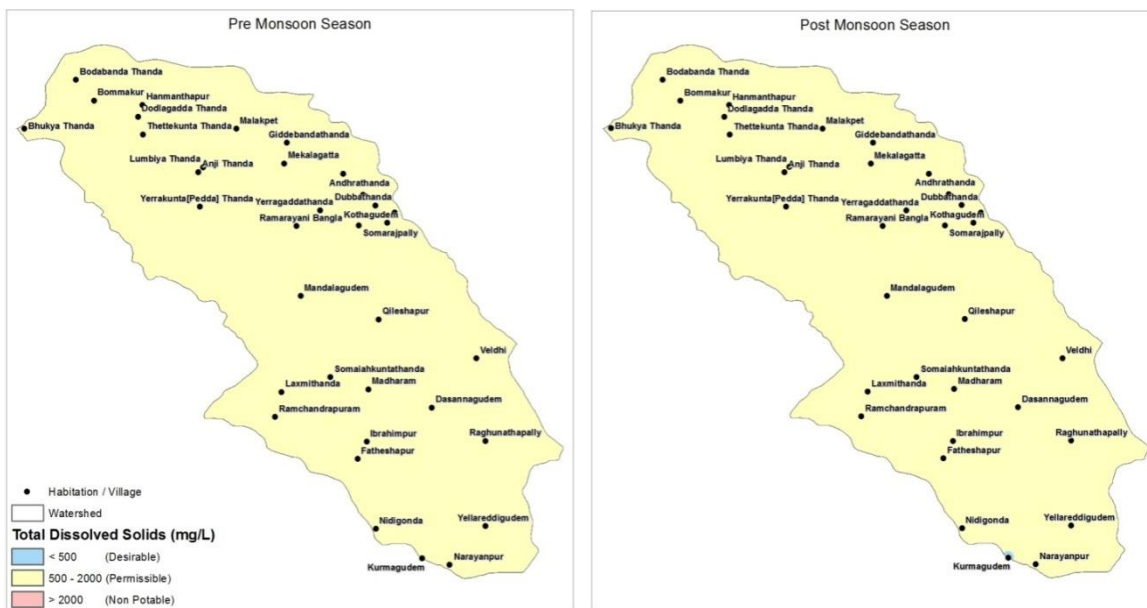 Pre Monsoon Season
Bodabanda Thanda
Bommakur
Hanmanthapur
Dodlagadda Thanda
Bhukya Thanda
Thettekunta Thanda
Malakpet
Giddebandathanda
Lumbiya Thanda
Anji Thanda
Mekalagatta
Andhrathanda
Yerrakunta[Pedda] Thanda
Yerragaddathanda
Dubbathanda
Ramarayani Bangla
Kothagudem
Somarajpally
Mandalagudem
Qileshapur
Veldhi
Somaiahkuntathanda
Laxmithanda
Madharam
Dasannagudem
Ramchandrapuram
Ibrahimpur
Raghunathapally
Fatheshapur
Nidigonda
Yellareddigudem
Kurmagudem
Narayanpur
Habitation / Village
Watershed
Total Dissolved Solids (mg/L)
< 500 (Desirable)
500 - 2000 (Permissible)
> 2000 (Non Potable)
Post Monsoon Season
Bodabanda Thanda
Bommakur
Hanmanthapur
Dodlagadda Thanda
Bhukya Thanda
Thettekunta Thanda
Malakpet
Giddebandathanda
Lumbiya Thanda
Anji Thanda
Mekalagatta
Andhrathanda
Yerrakunta[Pedda] Thanda
Yerragaddathanda
Dubbathanda
Ramarayani Bangla
Kothagudem
Somarajpally
Mandalagudem
Qileshapur
Veldhi
Somaiahkuntathanda
Laxmithanda
Madharam
Dasannagudem
Ramchandrapuram
Ibrahimpur
Raghunathapally
Fatheshapur
Nidigonda
Yellareddigudem
Kurmagudem
Narayanpur